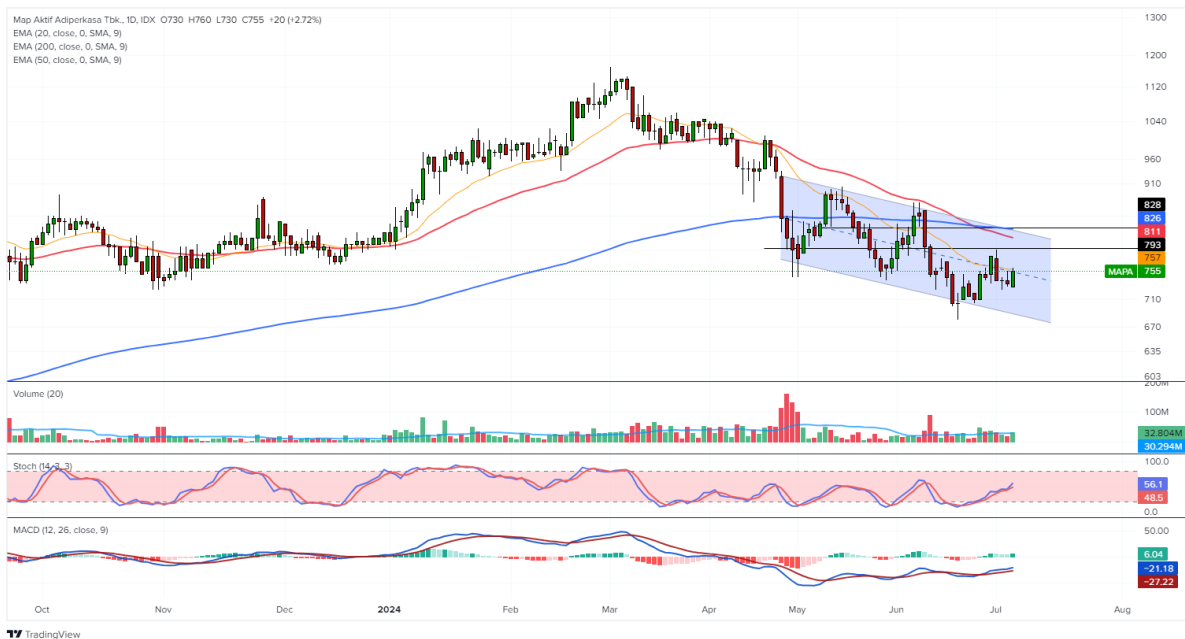 Map Aktif Adiperkasa Tbk., 1D, IDX O730 H760 L730 C755 +20 (+2.72%)
EMA (20, close, 0, SMA, 9)
EMA (200, close, 0, SMA, 9)
EMA (50, close, 0, SMA, 9)
1300
1200
1120
1040
960
910
828
826
811
793
757
MAPA 755
710
670
635
603
Volume (20)
200M
100M
32.804M
30.294M
Stoch (14, 3, 3)
100.0
56.1
48.5
0.0
MACD (12, 26, close, 9)
50.00
6.04
−21.18
−27.22
Oct Nov Dec 2024 Feb Mar Apr May Jun Jul Aug
TradingView